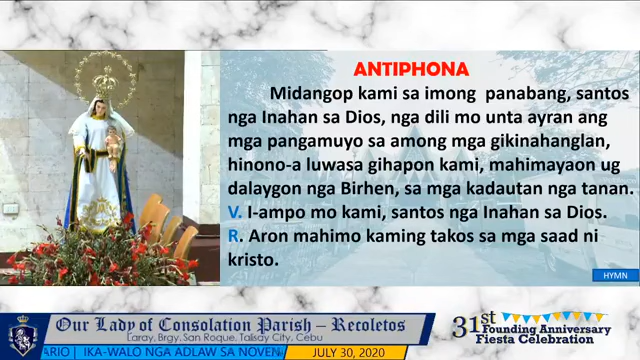 ANTIPHONA
Midangop kami sa imong panabang, santos
nga Inahan sa Dios, nga dili mo unta ayran ang
mga pangamuyo sa among mga gikinahanglan,
hinono-a luwasa gihapon kami, mahimayaon ug
dalaygon nga Birhen, sa mga kadautan nga tanan.
V. I-ampo mo kami, santos nga Inahan sa Dios.
R. Aron mahimo kaming takos sa mga saad ni
kristo.
HYMN
Our Lady of Consolation Parish – Recoletos
Laray, Brgy. San Roque, Talisay City, Cebu
31st
Founding Anniversary
Fiesta Celebration
ARIO
IKA-WALO NGA ADLAW SA NOVEN
JULY 30, 2020